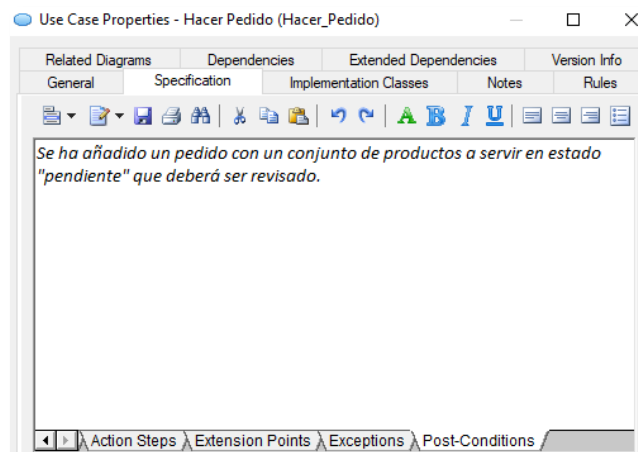 Use Case Properties - Hacer Pedido (Hacer_Pedido)
Related Diagrams Dependencies Extended Dependencies Version Info
General Specification Implementation Classes Notes Rules
A B I U
Se ha añadido un pedido con un conjunto de productos a servir en estado
"pendiente" que deberá ser revisado.
Action Steps Extension Points Exceptions Post-Conditions